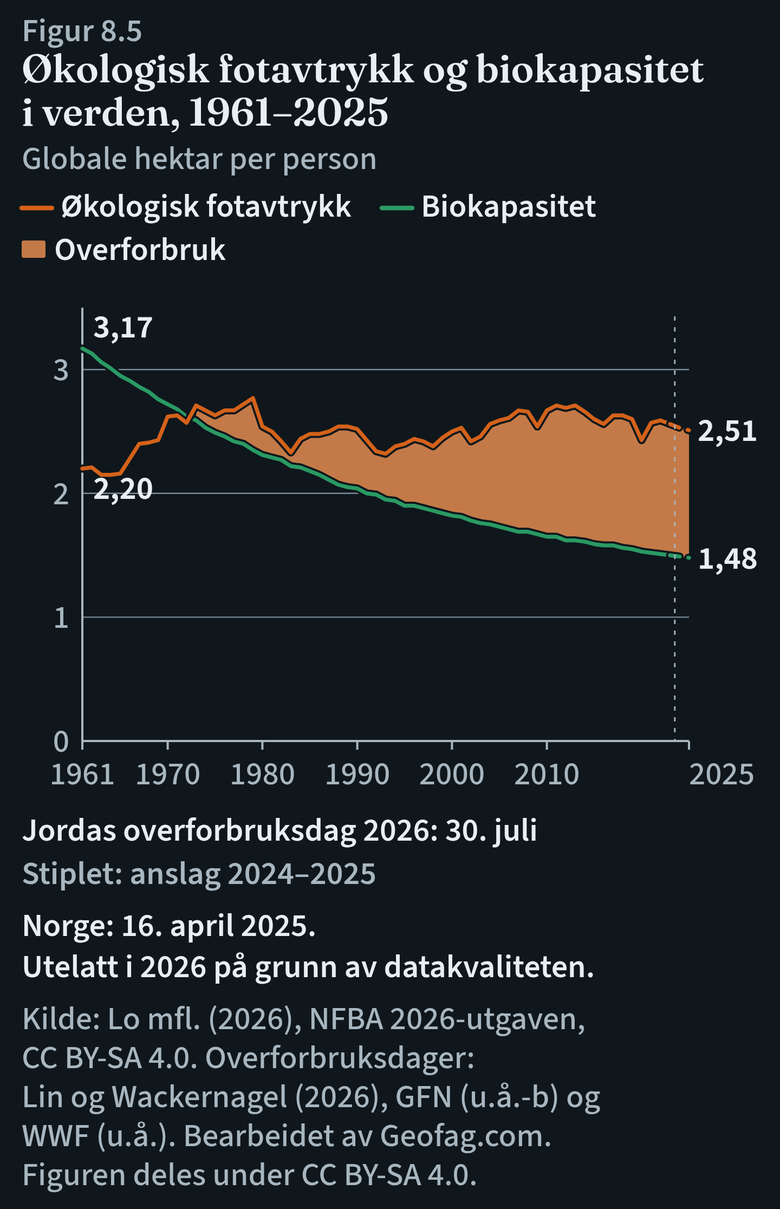 Figur 8.5
Økologisk fotavtrykk og biokapasitet
i verden, 1961–2025
Globale hektar per person
Økologisk fotavtrykk
Biokapasitet
Overforbruk
3,17
3
2,51
2
2,20
1,48
1
0
1961 1970 1980 1990 2000 2010 2025
Jordas overforbruksdag 2026: 30. juli
Stiplet: anslag 2024–2025
Norge: 16. april 2025.
Utelatt i 2026 på grunn av datakvaliteten.
Kilde: Lo mfl. (2026), NFBA 2026-utgaven,
CC BY-SA 4.0. Overforbruksdager:
Lin og Wackernagel (2026), GFN (u.å.-b) og
WWF (u.å.). Bearbeidet av Geofag.com.
Figuren deles under CC BY-SA 4.0.